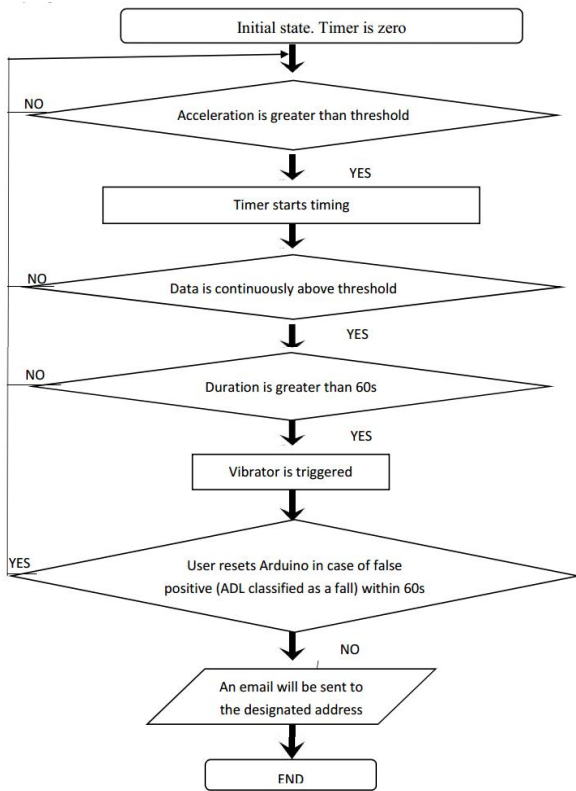 Initial state. Timer is zero
NO
Acceleration is greater than threshold
YES
Timer starts timing
NO
Data is continuously above threshold
YES
NO
Duration is greater than 60s
YES
Vibrator is triggered
YES
User resets Arduino in case of false
positive (ADL classified as a fall) within 60s
NO
An email will be sent to
the designated address
END